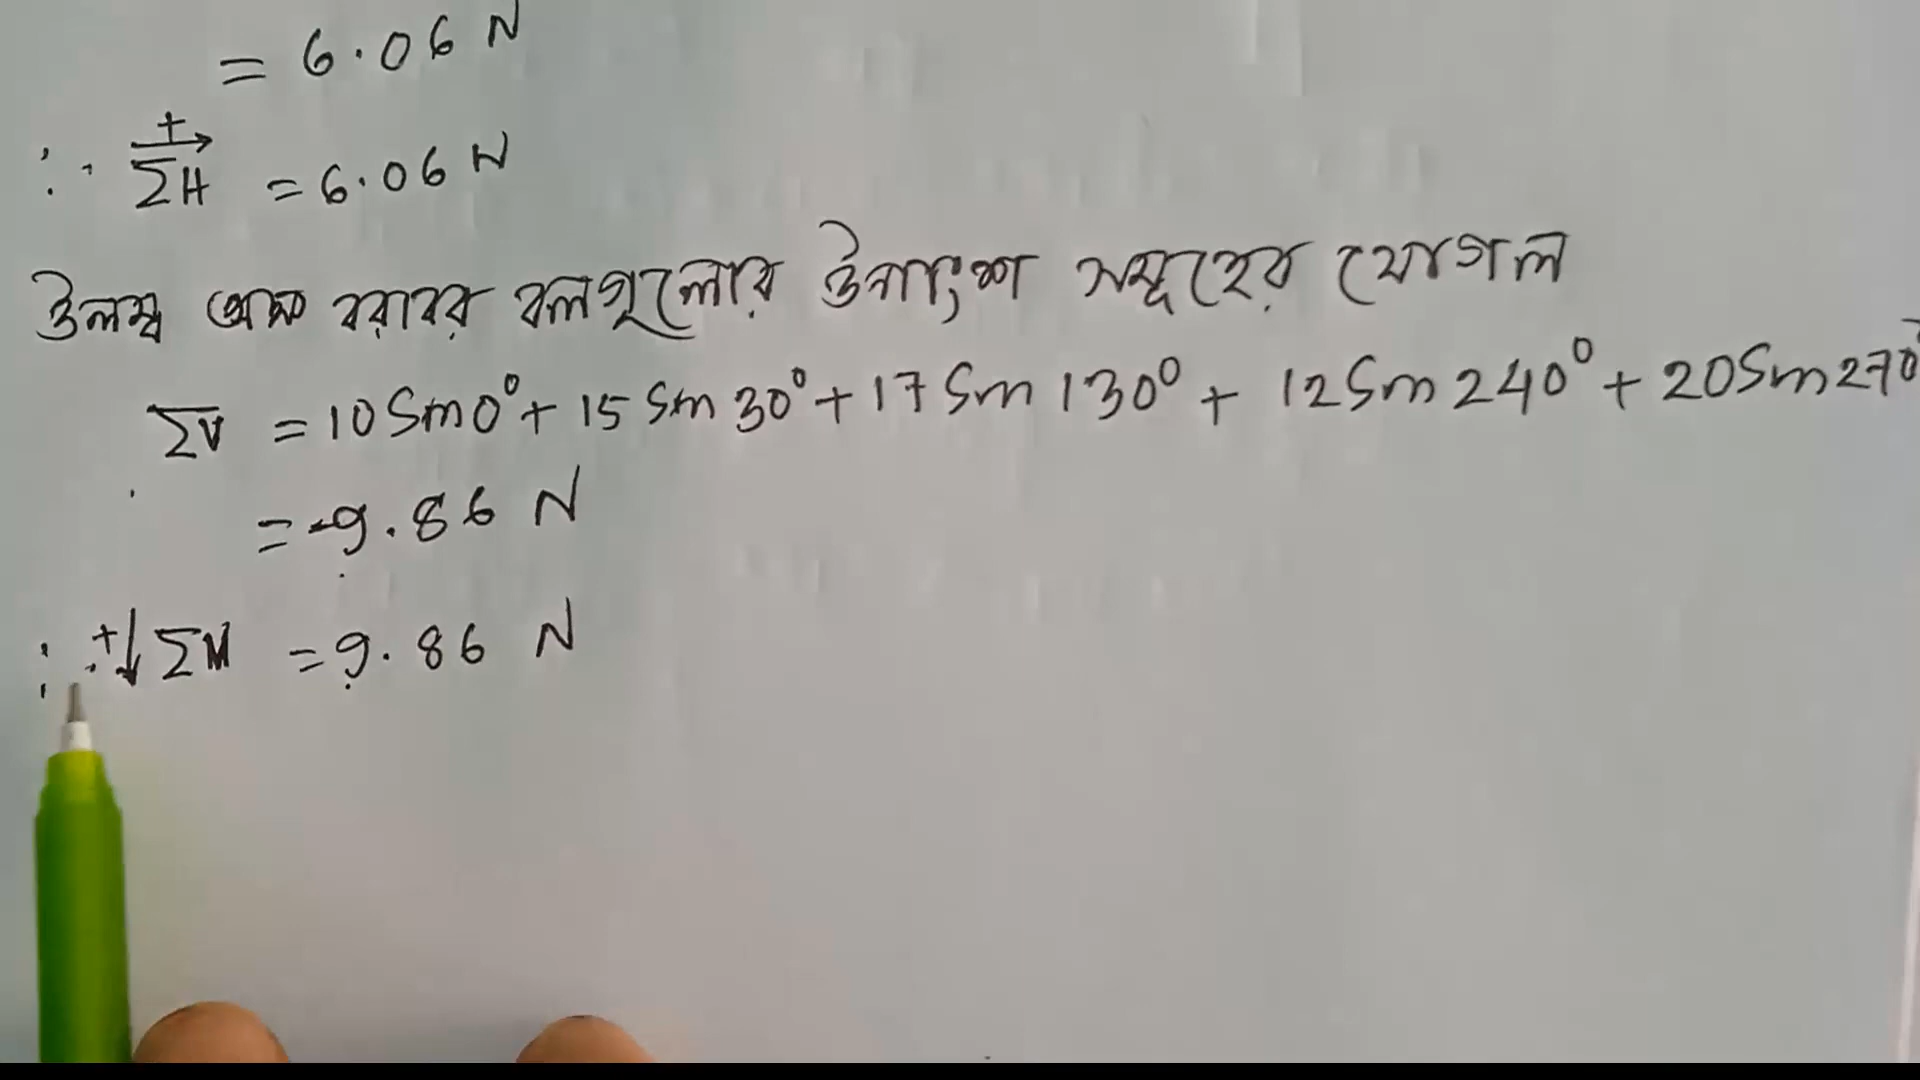 = 6.06 N
∴ +→ ΣH = 6.06 N
উলম্ব অক্ষ বরাবর বলগুলোর উপাংশ সমূহের যোগফল
ΣV = 10 Sin 0° + 15 Sin 30° + 17 Sin 130° + 12 Sin 240° + 20 Sin 270°
= -9.86 N
∴ +↓ ΣV = 9.86 N